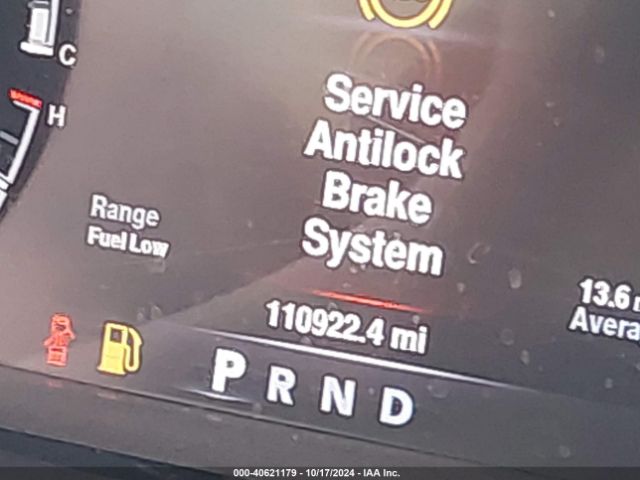 C
H
Service
Antilock
Brake
System
Range
Fuel Low
13.6
110922.4 mi
P R N D
000-40621179 - 10/17/2024 - IAA Inc.